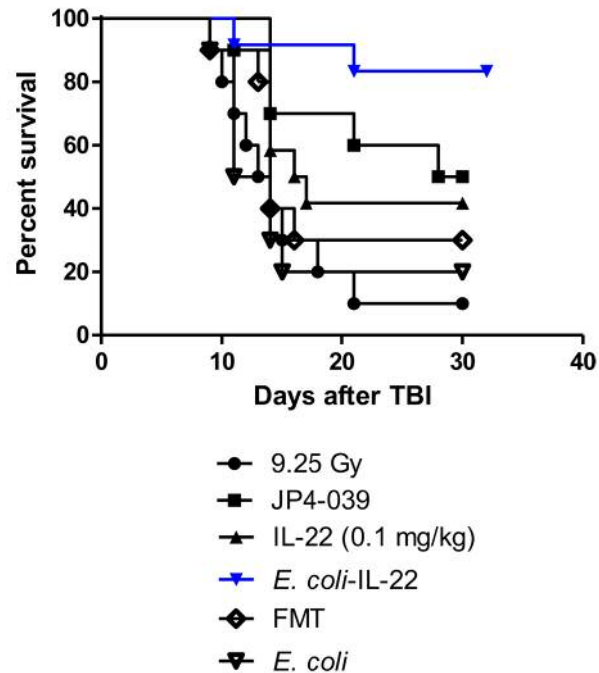 Percent survival
100
80
60
40
20
0
0 10 20 30 40
Days after TBI
9.25 Gy
JP4-039
IL-22 (0.1 mg/kg)
E. coli-IL-22
FMT
E. coli